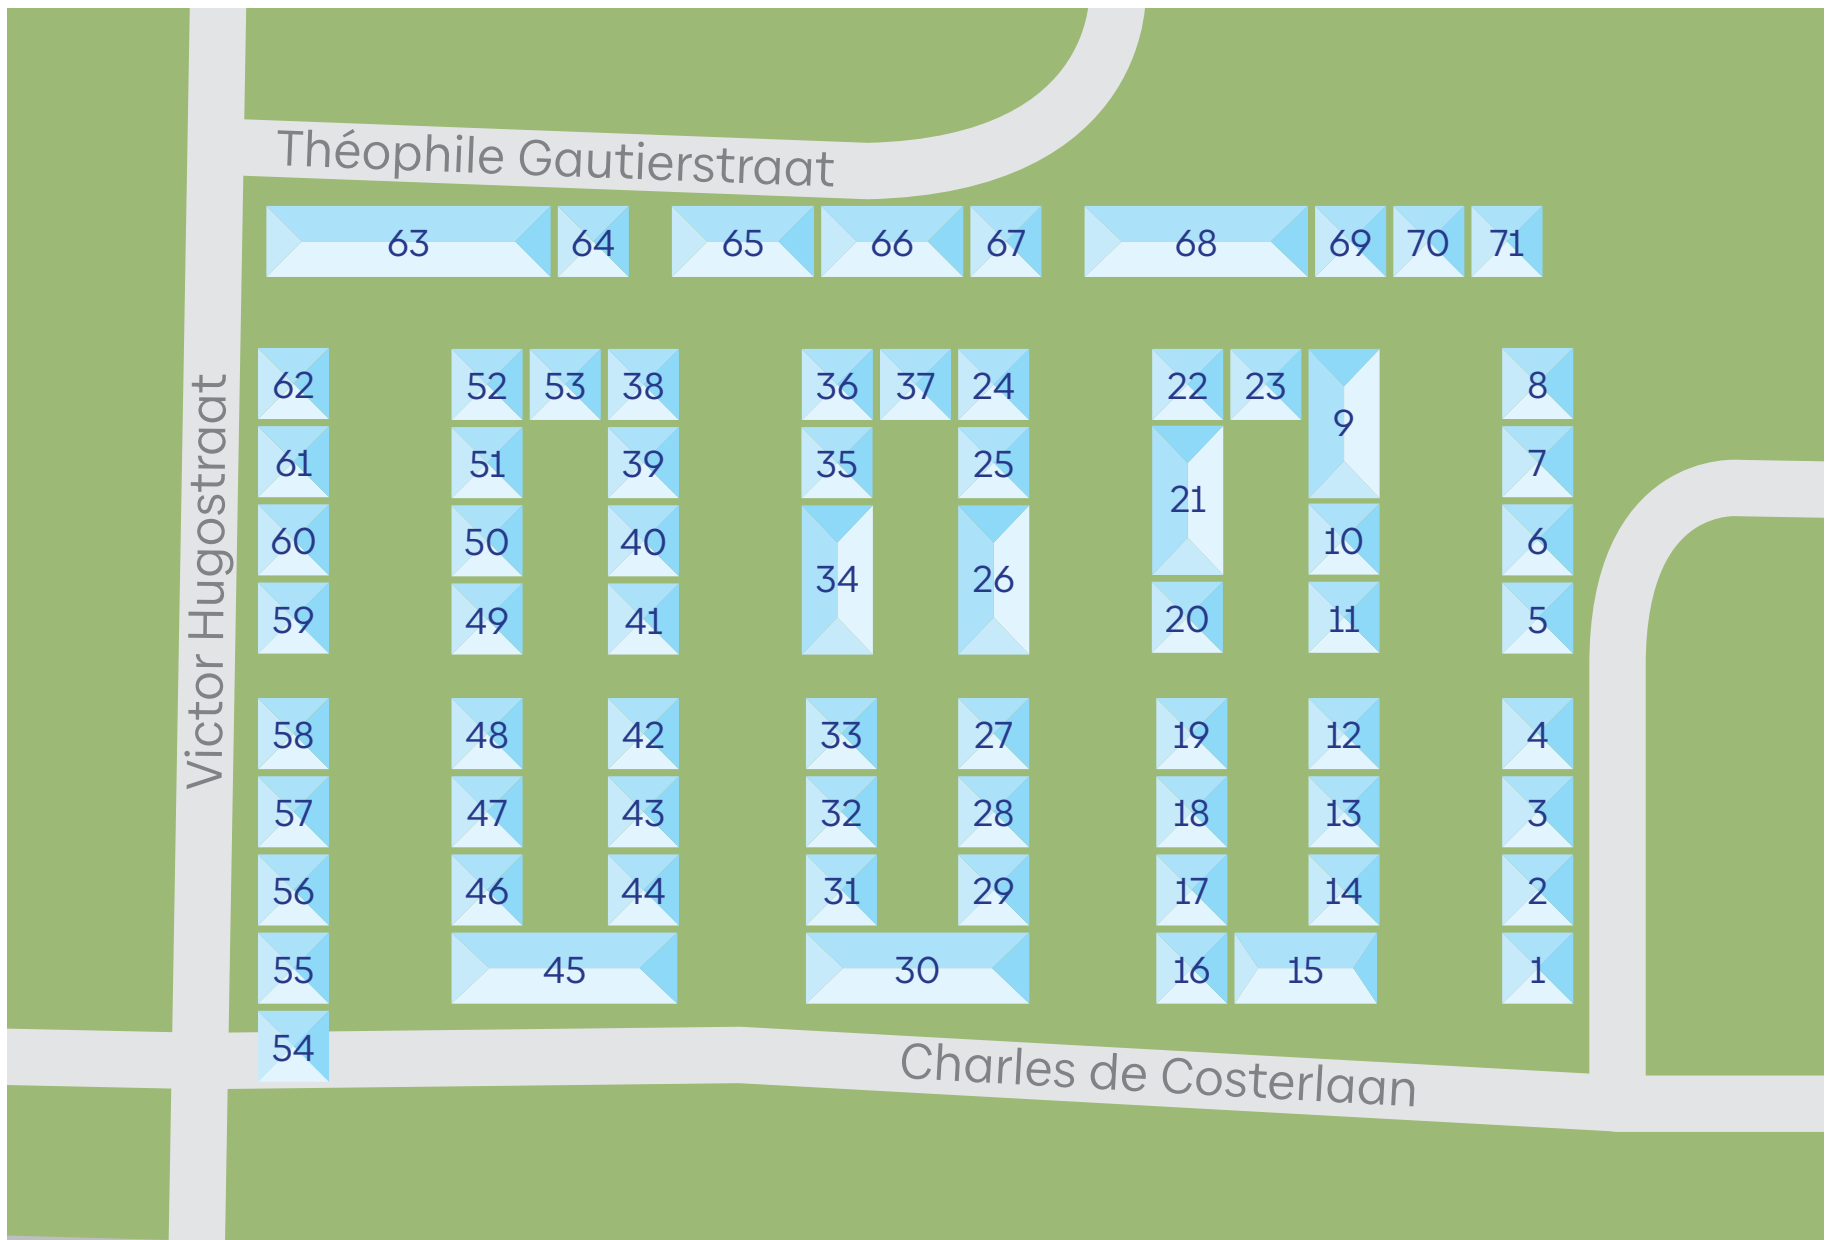 Théophile Gautierstraat
63 64 65 66 67 68 69 70 71
62 52 53 38 36 37 24 22 23 9 8
61 51 39 35 25 21 7
60 50 40 34 26 10 6
59 49 41 20 11 5
Victor Hugostraat
58 48 42 33 27 19 12 4
57 47 43 32 28 18 13 3
56 46 44 31 29 17 14 2
55 45 30 16 15 1
54
Charles de Costerlaan